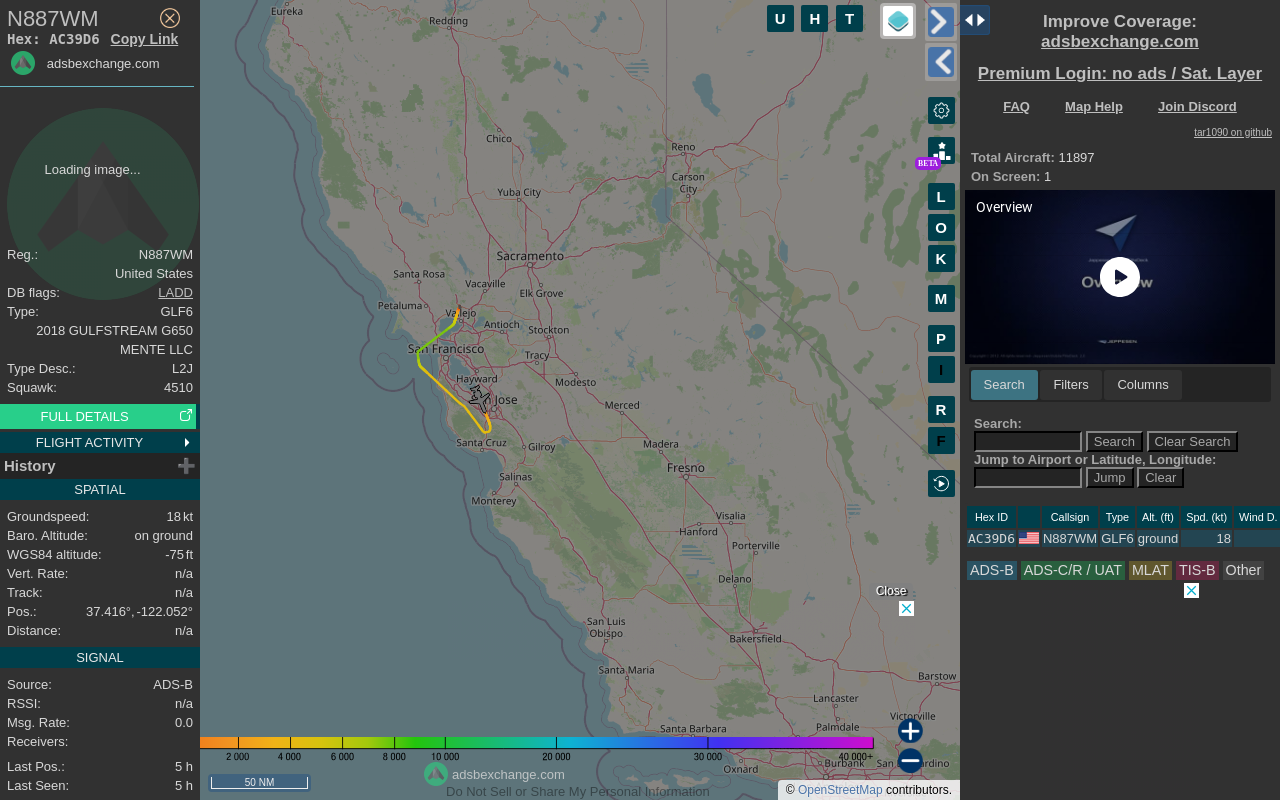 N887WM
Hex: AC39D6 Copy Link
adsbexchange.com
Loading image...
Reg.: N887WM
United States
DB flags: LADD
Type: GLF6
2018 GULFSTREAM G650
MENTE LLC
Type Desc.: L2J
Squawk: 4510
FULL DETAILS
FLIGHT ACTIVITY
History
SPATIAL
Groundspeed: 18 kt
Baro. Altitude: on ground
WGS84 altitude: -75 ft
Vert. Rate: n/a
Track: n/a
Pos.: 37.416°, -122.052°
Distance: n/a
SIGNAL
Source: ADS-B
RSSI: n/a
Msg. Rate: 0.0
Receivers:
Last Pos.: 5 h
Last Seen: 5 h
Eureka
Redding
Chico
Reno
Carson
City
Yuba City
Sacramento
Santa Rosa
Vacaville
Elk Grove
Petaluma
Vallejo
Antioch
Stockton
San Francisco
Tracy
Hayward
Modesto
Jose
Merced
Santa Cruz
Gilroy
Madera
Salinas
Fresno
Monterey
Visalia
Hanford
Porterville
Delano
San Luis
Obispo
Bakersfield
Santa Maria
Barstow
Lancaster
Victorville
Palmdale
Santa Barbara
Oxnard
Burbank
U H T
BETA
L
O
K
M
P
I
R
F
Close
2 000 4 000 6 000 8 000 10 000 20 000 30 000 40 000+
50 NM
adsbexchange.com
Do Not Sell or Share My Personal Information
© OpenStreetMap contributors.
Improve Coverage:
adsbexchange.com
Premium Login: no ads / Sat. Layer
FAQ Map Help Join Discord
tar1090 on github
Total Aircraft: 11897
On Screen: 1
Overview
Overview
JEPPESEN
Search Filters Columns
Search:
Search Clear Search
Jump to Airport or Latitude, Longitude:
Jump Clear
Hex ID Callsign Type Alt. (ft) Spd. (kt) Wind D.
AC39D6 N887WM GLF6 ground 18
ADS-B ADS-C/R / UAT MLAT TIS-B Other